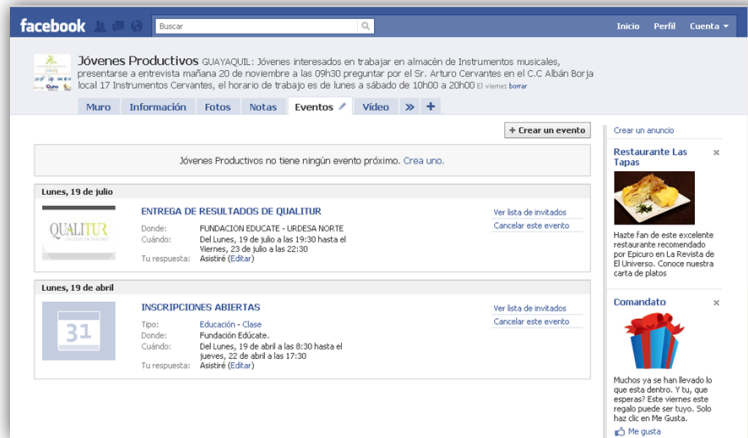 facebook
Buscar
Inicio Perfil Cuenta
Jóvenes Productivos GUAYAQUIL: Jóvenes interesados en trabajar en almacén de Instrumentos musicales,
presentarse a entrevista mañana 20 de noviembre a las 09h30 preguntar por el Sr. Arturo Cervantes en el C.C Albán Borja
local 17 Instrumentos Cervantes, el horario de trabajo es de lunes a sábado de 10h00 a 20h00 El viernes borrar
Muro Información Fotos Notas Eventos Vídeo » +
+ Crear un evento
Jóvenes Productivos no tiene ningún evento próximo. Crea uno.
Lunes, 19 de julio
QUALITUR
ENTREGA DE RESULTADOS DE QUALITUR
Donde: FUNDACION EDUCATE - URDESA NORTE
Cuándo: Del Lunes, 19 de julio a las 19:30 hasta el
Viernes, 23 de julio a las 22:30
Tu respuesta: Asistiré (Editar)
Ver lista de invitados
Cancelar este evento
Lunes, 19 de abril
31
INSCRIPCIONES ABIERTAS
Tipo: Educación - Clase
Donde: Fundación Edúcate.
Cuándo: Del Lunes, 19 de abril a las 8:30 hasta el
jueves, 22 de abril a las 17:30
Tu respuesta: Asistiré (Editar)
Ver lista de invitados
Cancelar este evento
Crear un anuncio
Restaurante Las
Tapas
Hazte fan de este excelente
restaurante recomendado
por Epicuro en La Revista de
El Universo. Conoce nuestra
carta de platos
Comandato
Muchos ya se han llevado lo
que esta dentro. Y tu, que
esperas? Este viernes este
regalo puede ser tuyo. Solo
haz clic en Me Gusta.
Me gusta